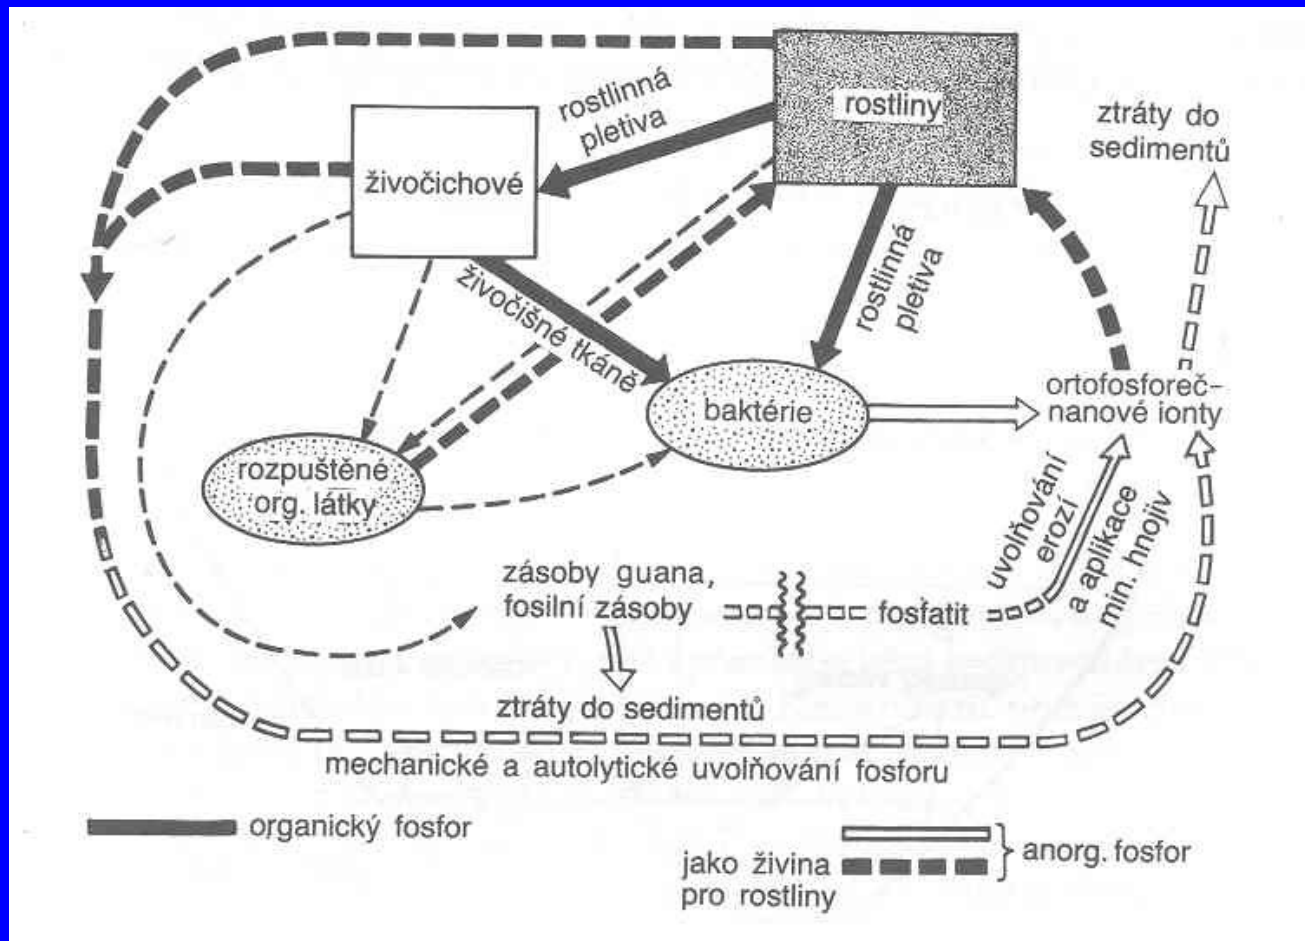 rostlinná
pletiva
rostliny
ztráty do
sedimentů
živočichové
živočišné tkáně
rostlinná
pletiva
baktérie
ortofosforeč-
nanové ionty
rozpuštěné
org. látky
uvolňování
erozí
a aplikace
min. hnojiv
zásoby guana,
fosilní zásoby
fosfatit
ztráty do sedimentů
mechanické a autolytické uvolňování fosforu
organický fosfor
jako živina
pro rostliny
anorg. fosfor